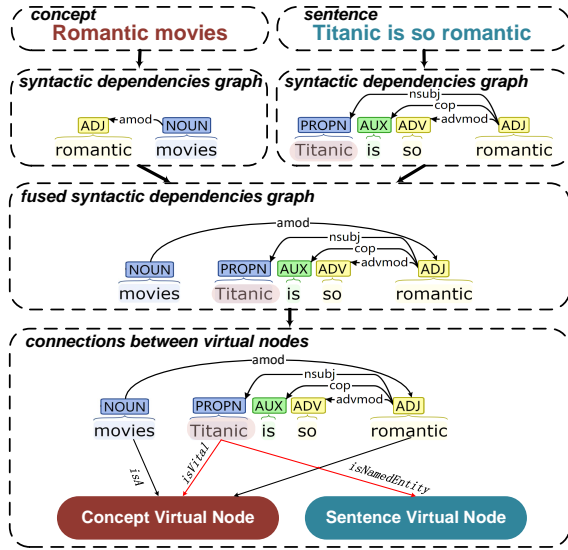 concept
Romantic movies
sentence
Titanic is so romantic
syntactic dependencies graph
amod
ADJ NOUN
romantic movies
syntactic dependencies graph
nsubj
cop
advmod
PROPN AUX ADV ADJ
Titanic is so romantic
fused syntactic dependencies graph
amod
nsubj
cop
advmod
NOUN PROPN AUX ADV ADJ
movies Titanic is so romantic
connections between virtual nodes
amod
nsubj
cop
advmod
NOUN PROPN AUX ADV ADJ
movies Titanic is so romantic
isA
isVital
isNamedEntity
Concept Virtual Node
Sentence Virtual Node